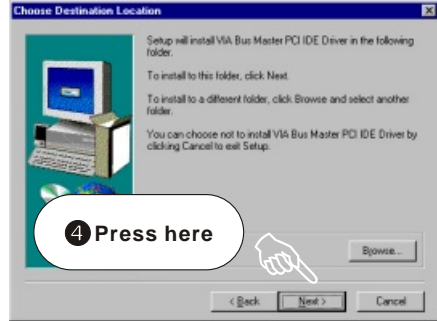 Choose Destination Location
Setup will install VIA Bus Master PCI IDE Driver in the following
folder.
To install to this folder, click Next.
To install to a different folder, click Browse and select another
folder.
You can choose not to install VIA Bus Master PCI IDE Driver by
clicking Cancel to exit Setup.
4 Press here
Browse...
< Back Next > Cancel